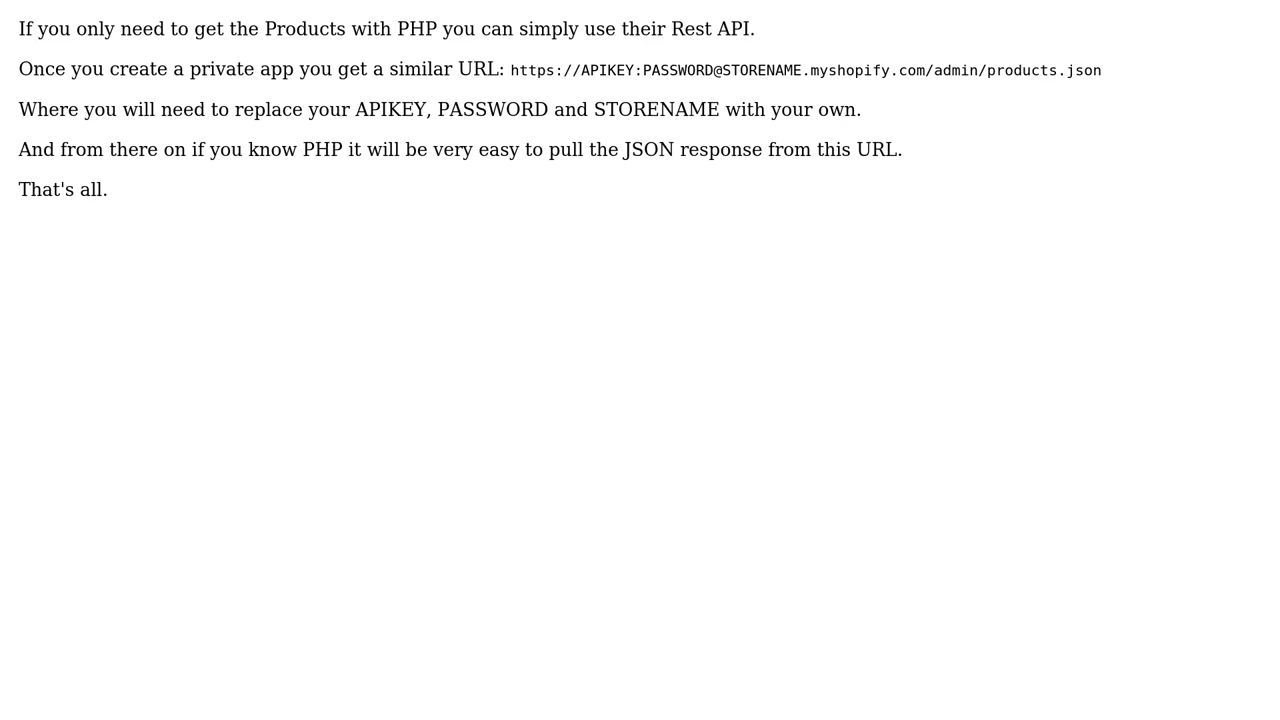 If you only need to get the Products with PHP you can simply use their Rest API.
Once you create a private app you get a similar URL: https://APIKEY:PASSWORD@STORENAME.myshopify.com/admin/products.json
Where you will need to replace your APIKEY, PASSWORD and STORENAME with your own.
And from there on if you know PHP it will be very easy to pull the JSON response from this URL.
That's all.